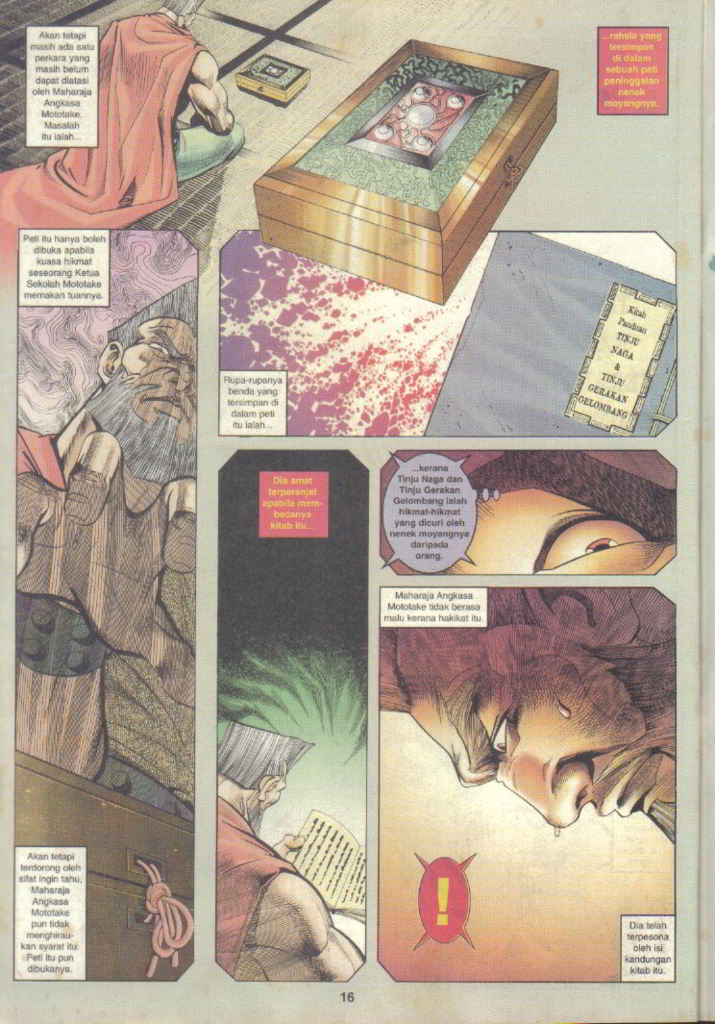 Akan tetapi
masih ada satu
perkara yang
masih belum
dapat diatasi
oleh Maharaja
Angkasa
Mototake.
Masalah
itu ialah...
...rahsia yang
tersimpan
di dalam
sebuah peti
peninggalan
nenek
moyangnya.
Peti itu hanya boleh
dibuka apabila
kuasa hikmat
seseorang Ketua
Sekolah Mototake
memakan tuannya.
Kitab
Panduan
TINJU
NAGA
&
TINJU
GERAKAN
GELOMBANG
Rupa-rupanya
benda yang
tersimpan di
dalam peti
itu ialah...
Dia amat
terperanjat
apabila mem-
bacanya
kitab itu...
...kerana
Tinju Naga dan
Tinju Gerakan
Gelombang ialah
hikmat-hikmat
yang dicuri oleh
nenek moyangnya
daripada
orang.
Maharaja Angkasa
Mototake tidak berasa
malu kerana hakikat itu.
Akan tetapi
terdorong oleh
sifat ingin tahu,
Maharaja
Angkasa
Mototake
pun tidak
menghirau-
kan syarat itu.
Peti itu pun
dibukanya.
!
Dia telah
terpesona
oleh isi
kandungan
kitab itu.
16